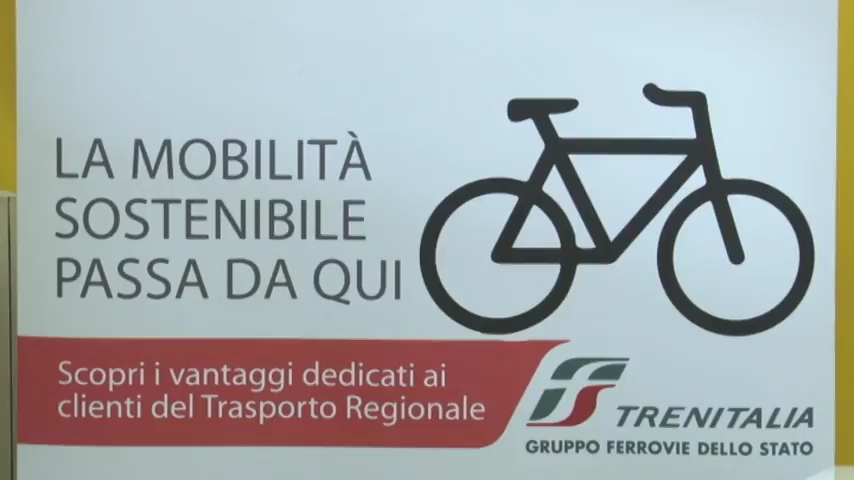 LA MOBILITÀ
SOSTENIBILE
PASSA DA QUI
Scopri i vantaggi dedicati ai
clienti del Trasporto Regionale
TRENITALIA
GRUPPO FERROVIE DELLO STATO